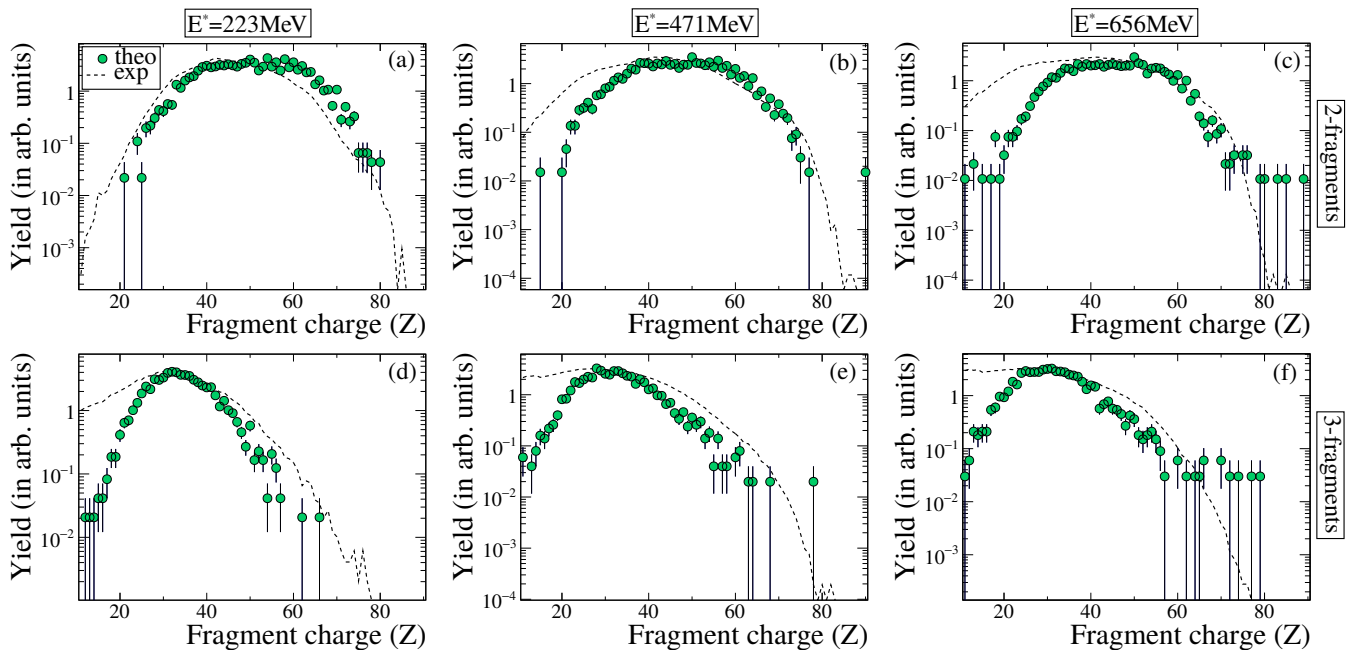 E*=223MeV
E*=471MeV
E*=656MeV
theo
exp
(a)
(b)
(c)
Yield (in arb. units)
1
10⁻¹
10⁻²
10⁻³
20 40 60 80
Fragment charge (Z)
Yield (in arb. units)
1
10⁻¹
10⁻²
10⁻³
10⁻⁴
20 40 60 80
Fragment charge (Z)
Yield (in arb. units)
1
10⁻¹
10⁻²
10⁻³
10⁻⁴
20 40 60 80
Fragment charge (Z)
2-fragments
(d)
(e)
(f)
Yield (in arb. units)
1
10⁻¹
10⁻²
20 40 60 80
Fragment charge (Z)
Yield (in arb. units)
1
10⁻¹
10⁻²
10⁻³
10⁻⁴
20 40 60 80
Fragment charge (Z)
Yield (in arb. units)
1
10⁻¹
10⁻²
10⁻³
20 40 60 80
Fragment charge (Z)
3-fragments